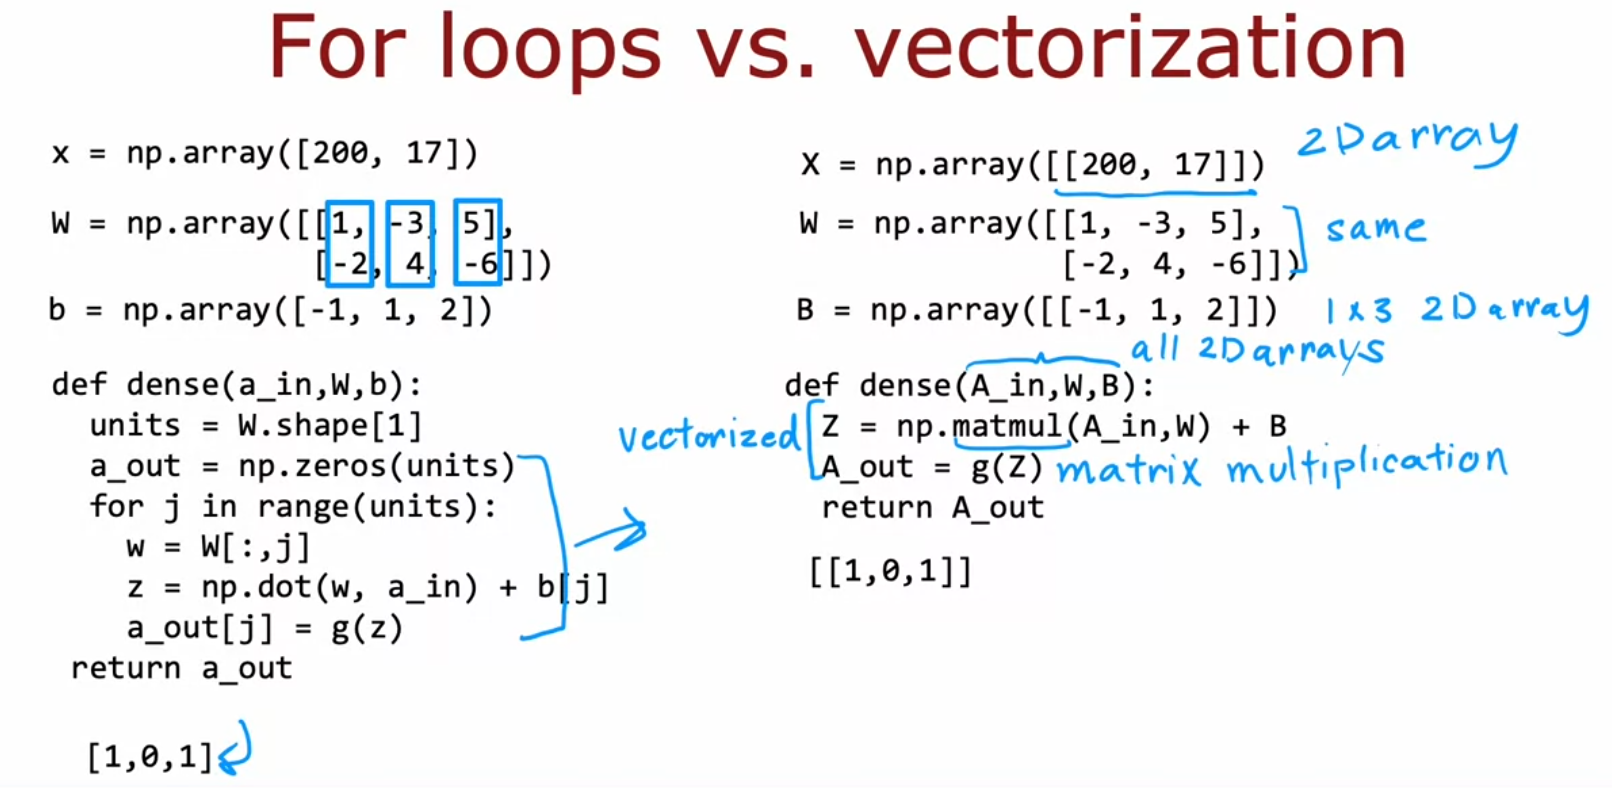 For loops vs. vectorization
x = np.array([200, 17])
W = np.array([[1, -3, 5],
[-2, 4, -6]])
b = np.array([-1, 1, 2])
def dense(a_in,W,b):
units = W.shape[1]
a_out = np.zeros(units)
for j in range(units):
w = W[:,j]
z = np.dot(w, a_in) + b[j]
a_out[j] = g(z)
return a_out
[1,0,1]
X = np.array([[200, 17]]) 2D array
W = np.array([[1, -3, 5],
[-2, 4, -6]]) same
B = np.array([[-1, 1, 2]]) 1 x 3 2D array
all 2D arrays
def dense(A_in,W,B):
vectorized Z = np.matmul(A_in,W) + B
A_out = g(Z) matrix multiplication
return A_out
[[1,0,1]]